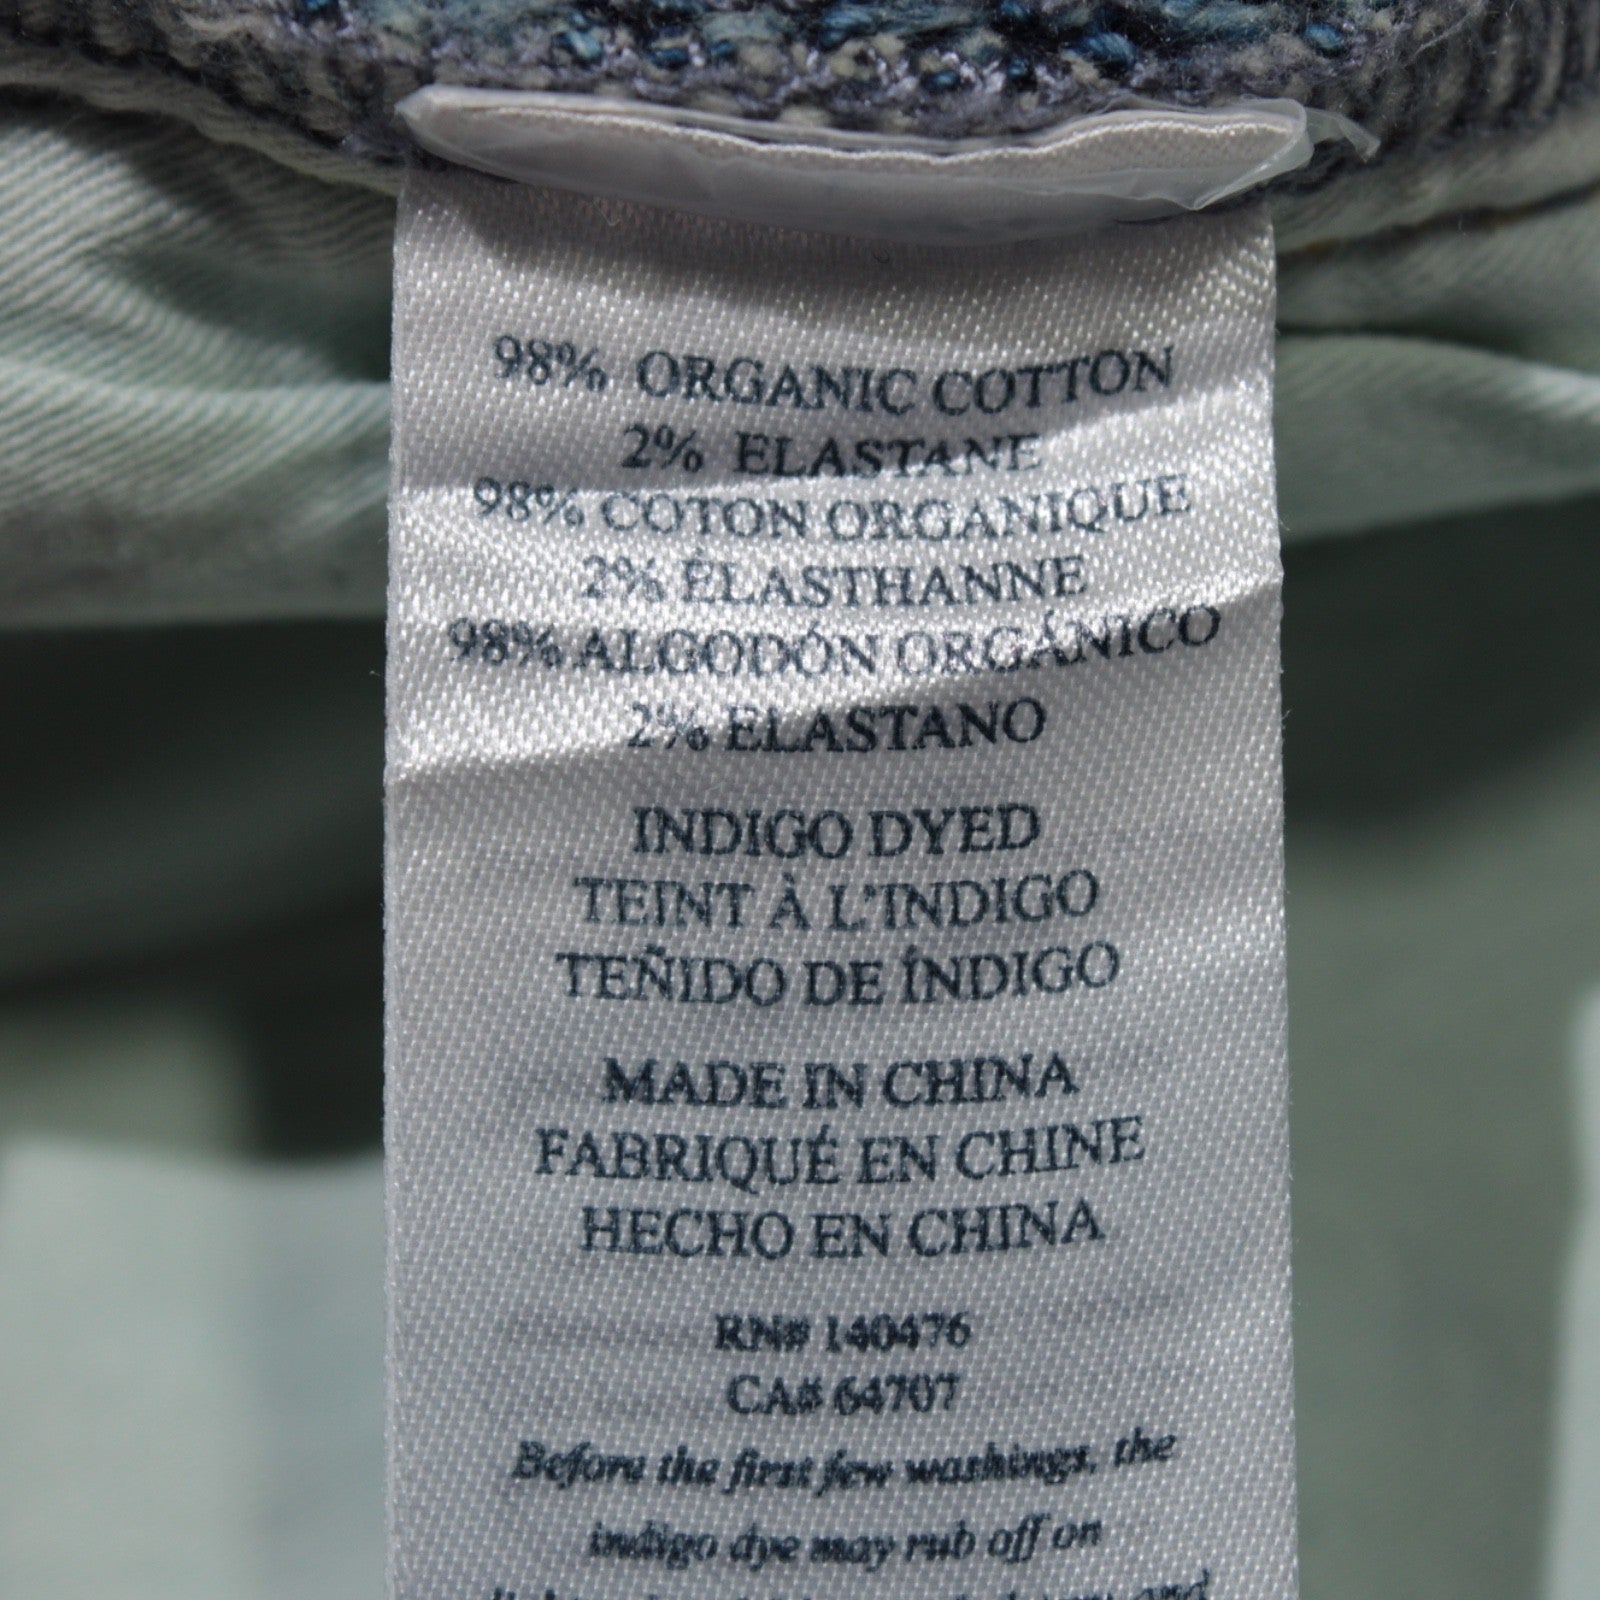 98% ORGANIC COTTON
2% ELASTANE
98% COTON ORGANIQUE
2% ÉLASTHANNE
98% ALGODÓN ORGÁNICO
2% ELASTANO
INDIGO DYED
TEINT À L'INDIGO
TEÑIDO DE ÍNDIGO
MADE IN CHINA
FABRIQUÉ EN CHINE
HECHO EN CHINA
RN# 140476
CA# 64707
Before the first few washings, the
indigo dye may rub off on
and